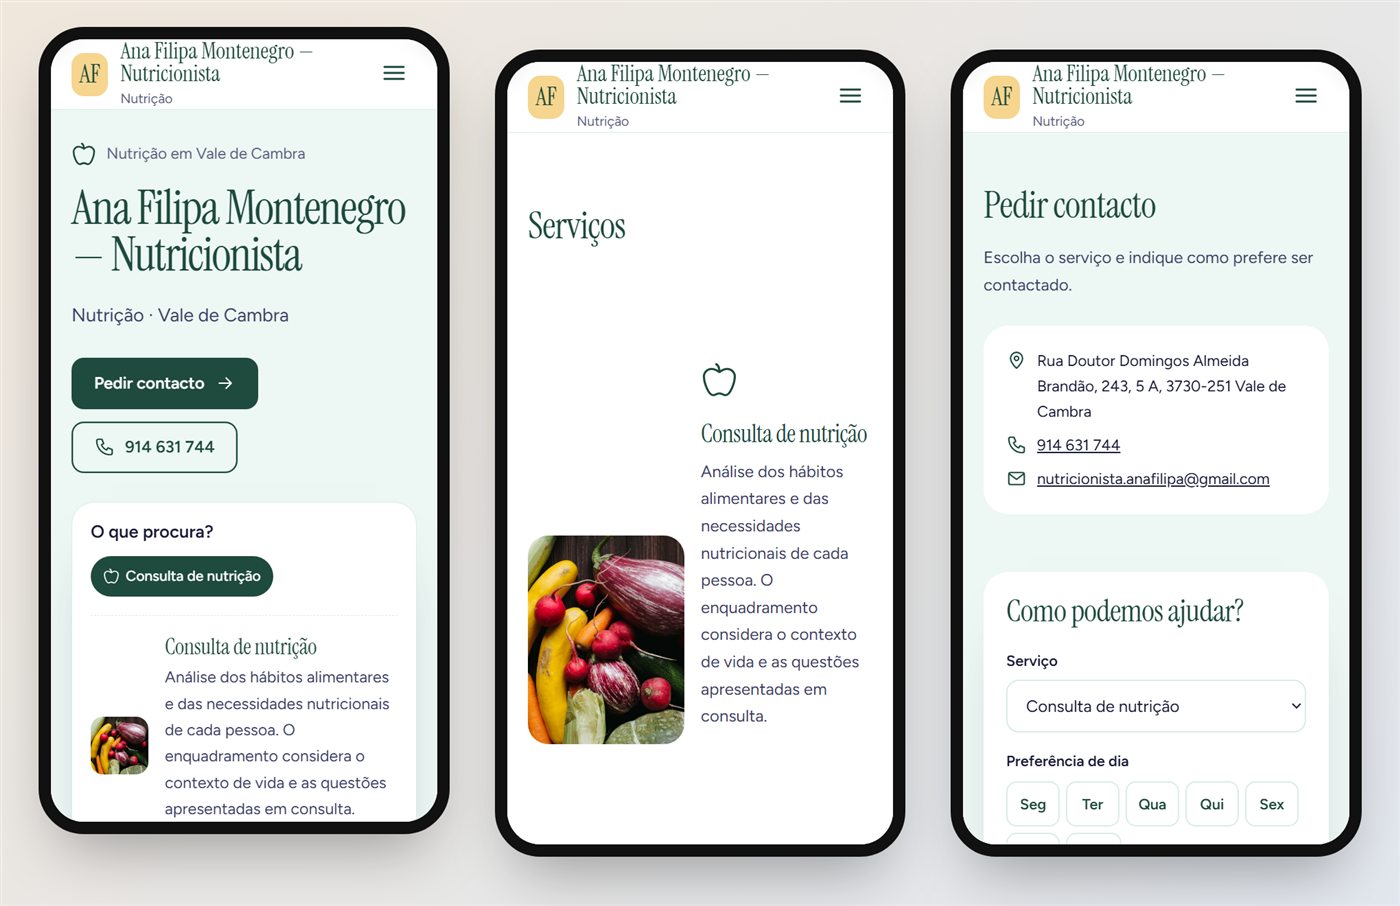 AF
Ana Filipa Montenegro —
Nutricionista
Nutrição
Nutrição em Vale de Cambra
Ana Filipa Montenegro
— Nutricionista
Nutrição · Vale de Cambra
Pedir contacto
914 631 744
O que procura?
Consulta de nutrição
Consulta de nutrição
Análise dos hábitos alimentares
e das necessidades nutricionais
de cada pessoa. O
enquadramento considera o
contexto de vida e as questões
apresentadas em consulta.
AF
Ana Filipa Montenegro —
Nutricionista
Nutrição
Serviços
Consulta de nutrição
Análise dos hábitos
alimentares e das
necessidades
nutricionais de cada
pessoa. O
enquadramento
considera o contexto
de vida e as questões
apresentadas em
consulta.
AF
Ana Filipa Montenegro —
Nutricionista
Nutrição
Pedir contacto
Escolha o serviço e indique como prefere ser
contactado.
Rua Doutor Domingos Almeida
Brandão, 243, 5 A, 3730-251 Vale de
Cambra
914 631 744
nutricionista.anafilipa@gmail.com
Como podemos ajudar?
Serviço
Consulta de nutrição
Preferência de dia
Seg Ter Qua Qui Sex